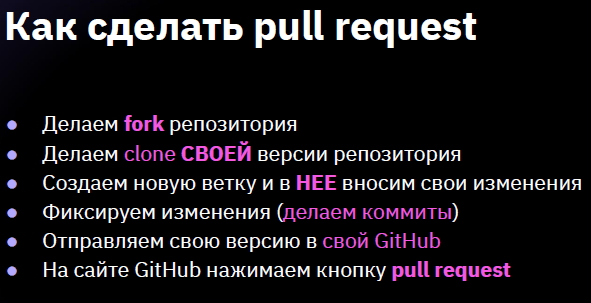 Как сделать pull request
● Делаем fork репозитория
● Делаем clone СВОЕЙ версии репозитория
● Создаем новую ветку и в НЕЕ вносим свои изменения
● Фиксируем изменения (делаем коммиты)
● Отправляем свою версию в свой GitHub
● На сайте GitHub нажимаем кнопку pull request